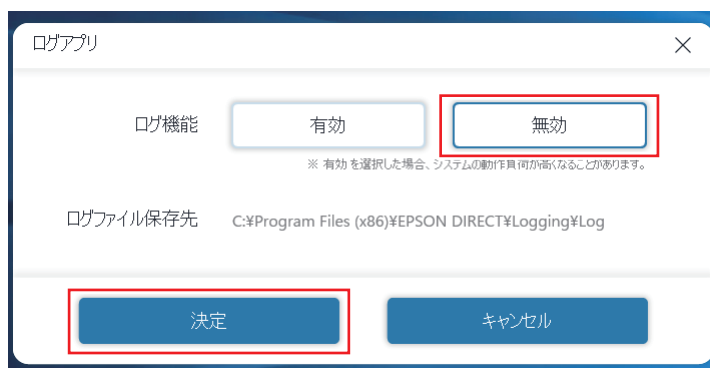 ログアプリ
ログ機能 有効 無効
※ 有効 を選択した場合、システムの動作負荷が高くなることがあります。
ログファイル保存先 C:¥Program Files (x86)¥EPSON DIRECT¥Logging¥Log
決定 キャンセル